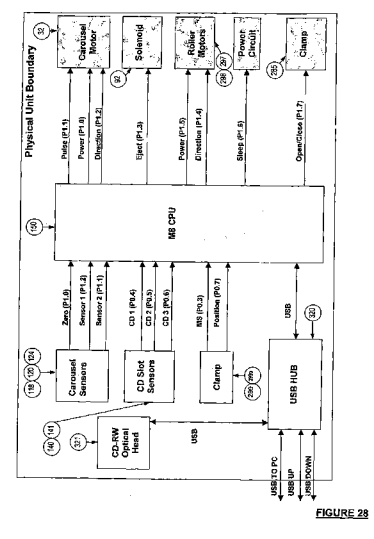 Physical Unit Boundary
32
Carousel Motor
92
Solenoid
Roller Motors
298
297
Power Circuit
285
Clamp
Pulse (P1.1)
Power (P1.0)
Direction (P1.2)
Eject (P1.3)
Power (P1.5)
Direction (P1.4)
Sleep (P1.6)
Open/Close (P1.7)
150
M8 CPU
Zero (P1.0)
Sensor 1 (P1.2)
Sensor 2 (P1.1)
CD 1 (P0.4)
CD 2 (P0.5)
CD 3 (P0.6)
MS (P0.3)
Position (P0.7)
USB
118
120
124
Carousel Sensors
140
141
CD Slot Sensors
Clamp
321
CD-RW Optical Head
USB
320
USB HUB
USB TO PC
USB UP
USB DOWN
FIGURE 28